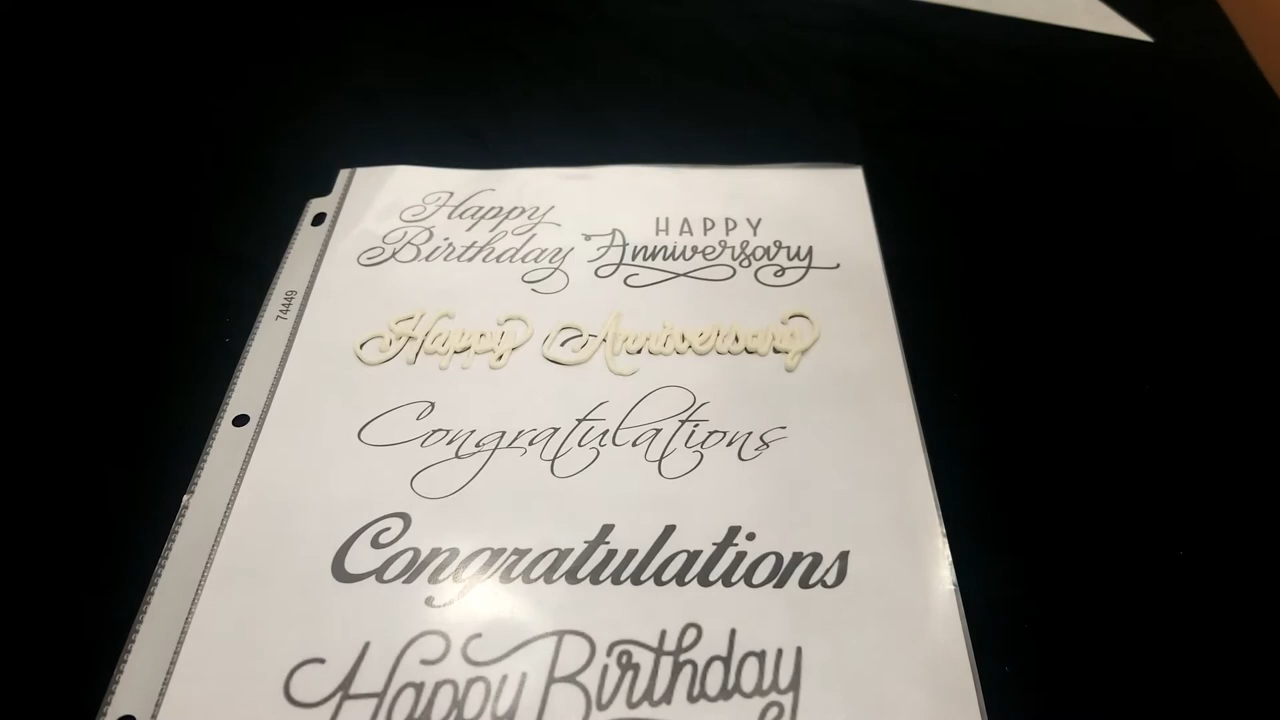 Happy
Birthday
HAPPY
Anniversary
74449
Happy Anniversary
Congratulations
Congratulations
Happy Birthday